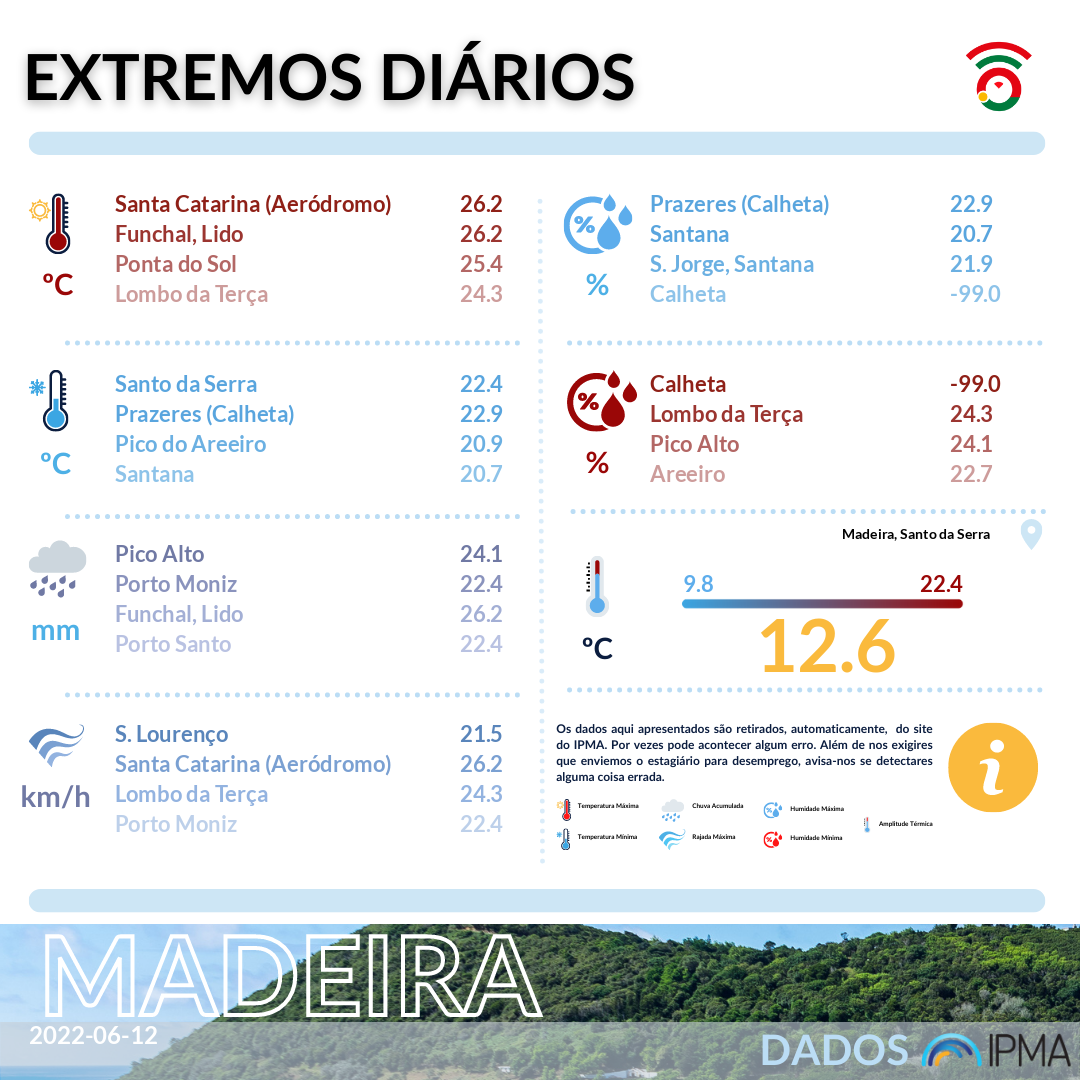 EXTREMOS DIÁRIOS
Santa Catarina (Aeródromo) 26.2
Funchal, Lido 26.2
Ponta do Sol 25.4
Lombo da Terça 24.3
ºC
Santo da Serra 22.4
Prazeres (Calheta) 22.9
Pico do Areeiro 20.9
Santana 20.7
ºC
Pico Alto 24.1
Porto Moniz 22.4
Funchal, Lido 26.2
Porto Santo 22.4
mm
S. Lourenço 21.5
Santa Catarina (Aeródromo) 26.2
Lombo da Terça 24.3
Porto Moniz 22.4
km/h
Prazeres (Calheta) 22.9
Santana 20.7
S. Jorge, Santana 21.9
Calheta -99.0
%
%
Calheta -99.0
Lombo da Terça 24.3
Pico Alto 24.1
Areeiro 22.7
%
%
Madeira, Santo da Serra
9.8 22.4
12.6
ºC
Os dados aqui apresentados são retirados, automaticamente, do site
do IPMA. Por vezes pode acontecer algum erro. Além de nos exigires
que enviemos o estagiário para desemprego, avisa-nos se detectares
alguma coisa errada.
Temperatura Máxima
Chuva Acumulada
Humidade Máxima
Amplitude Térmica
Temperatura Mínima
Rajada Máxima
Humidade Mínima
MADEIRA
2022-06-12
DADOS IPMA